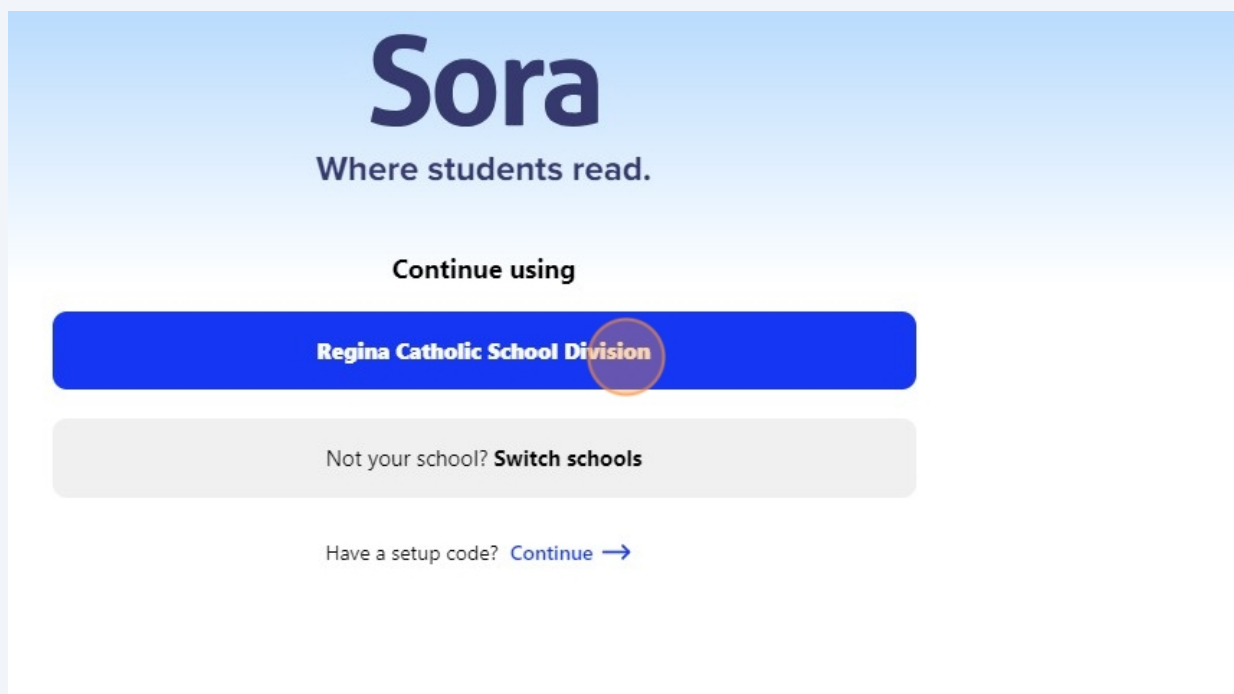 Sora
Where students read.
Continue using
Regina Catholic School Division
Not your school? Switch schools
Have a setup code? Continue →